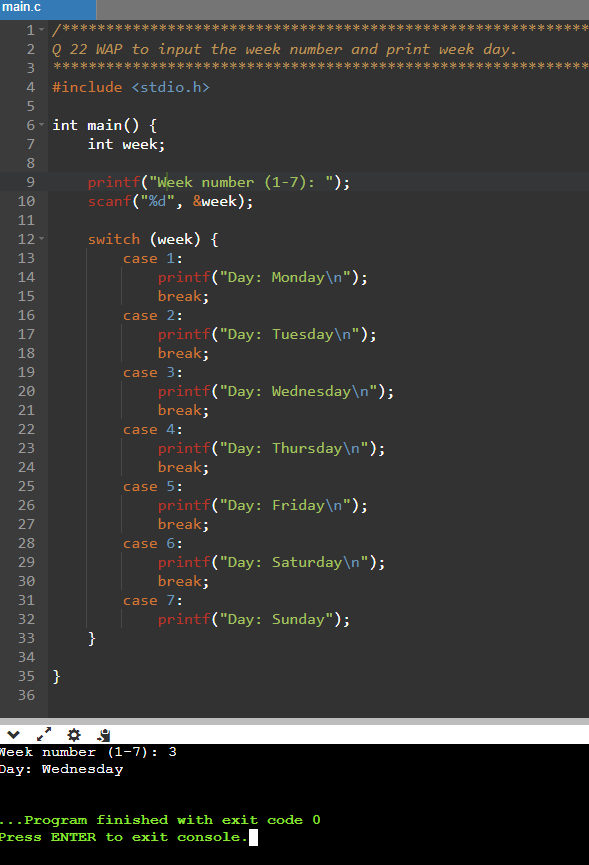 main.c
1 /*************************************************************
2 Q 22 WAP to input the week number and print week day.
3 *************************************************************
4 #include <stdio.h>
5
6 int main() {
7     int week;
8
9     printf("Week number (1-7): ");
10     scanf("%d", &week);
11
12     switch (week) {
13         case 1:
14             printf("Day: Monday\n");
15             break;
16         case 2:
17             printf("Day: Tuesday\n");
18             break;
19         case 3:
20             printf("Day: Wednesday\n");
21             break;
22         case 4:
23             printf("Day: Thursday\n");
24             break;
25         case 5:
26             printf("Day: Friday\n");
27             break;
28         case 6:
29             printf("Day: Saturday\n");
30             break;
31         case 7:
32             printf("Day: Sunday");
33     }
34
35 }
36
Week number (1-7): 3
Day: Wednesday
...Program finished with exit code 0
Press ENTER to exit console.